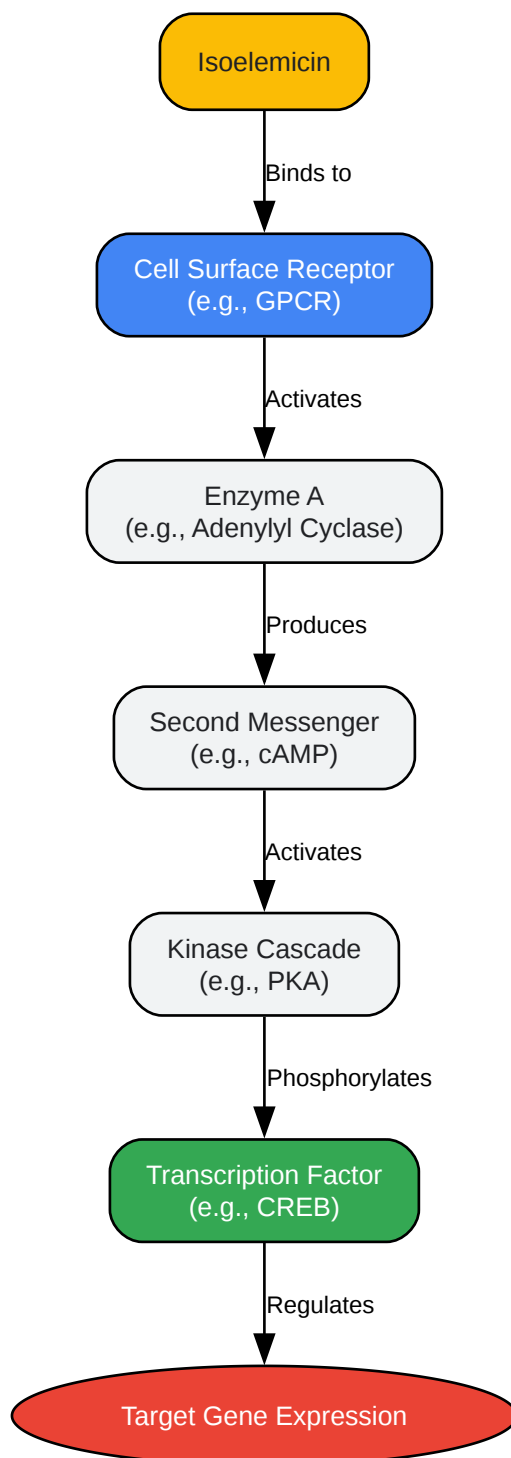 Isoelemicin
Binds to
Cell Surface Receptor
(e.g., GPCR)
Activates
Enzyme A
(e.g., Adenylyl Cyclase)
Produces
Second Messenger
(e.g., cAMP)
Activates
Kinase Cascade
(e.g., PKA)
Phosphorylates
Transcription Factor
(e.g., CREB)
Regulates
Target Gene Expression